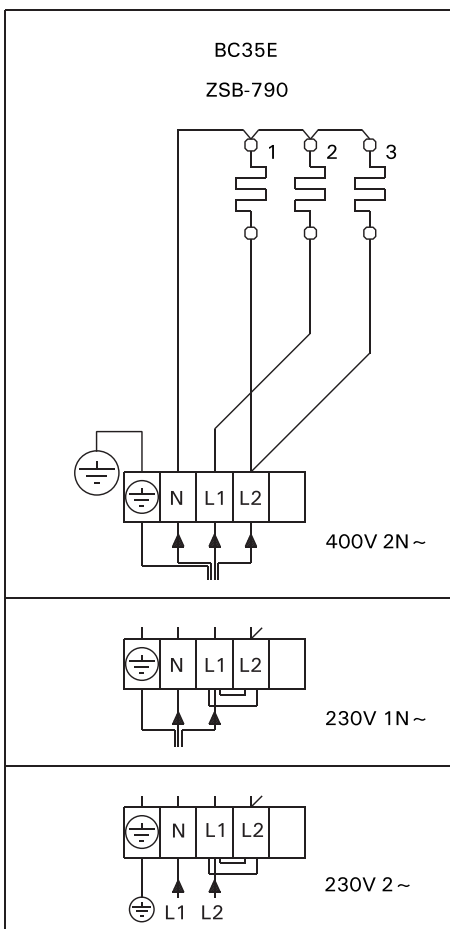 BC35E
ZSB-790
1 2 3
N L1 L2
400V 2N~
N L1 L2
230V 1N~
N L1 L2
230V 2~
L1 L2